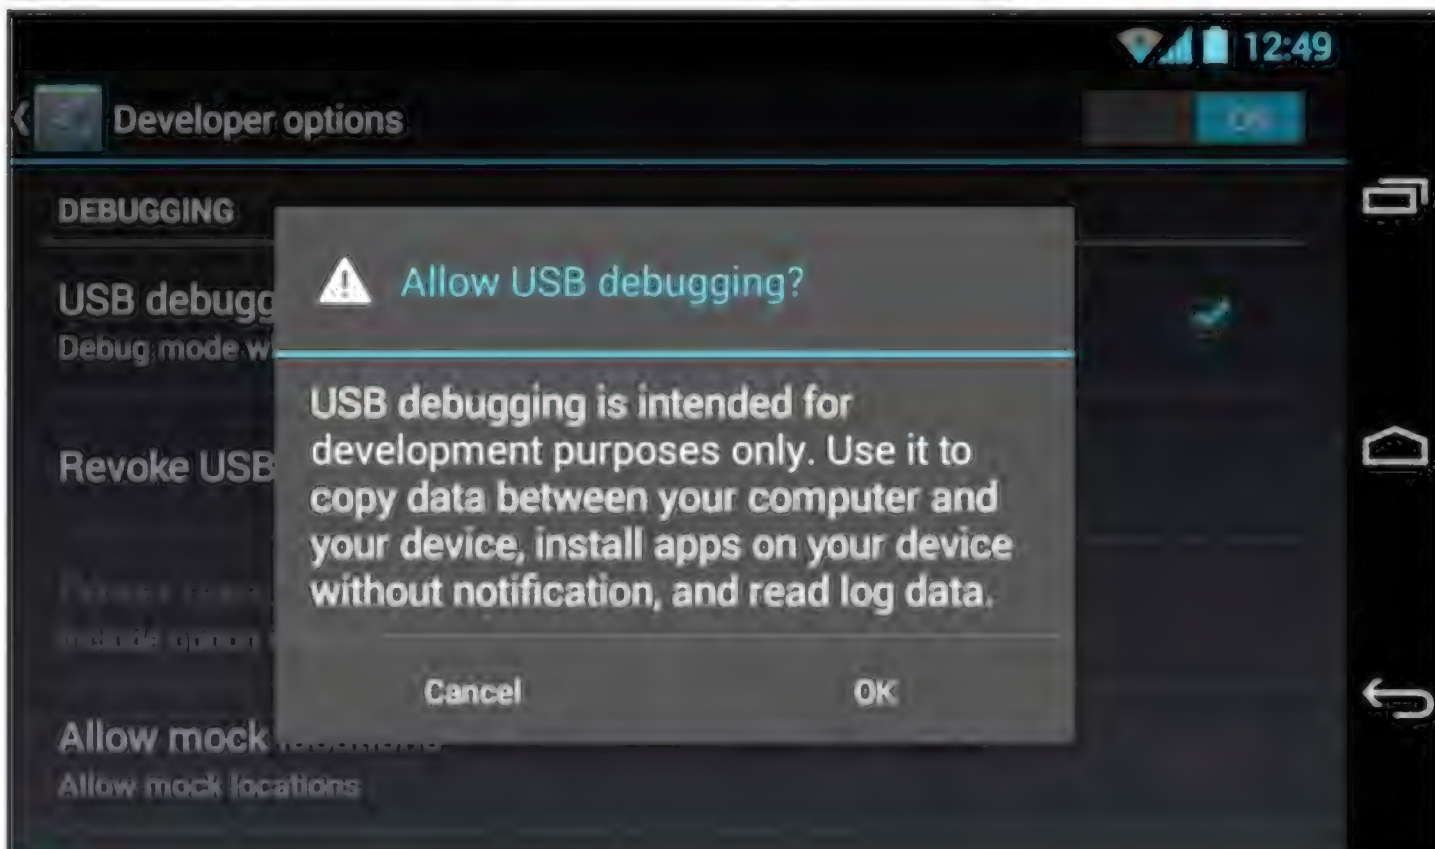 12:49
Developer options
ON
DEBUGGING
Allow USB debugging?
USB debugg
Debug mode w
USB debugging is intended for
development purposes only. Use it to
copy data between your computer and
your device, install apps on your device
without notification, and read log data.
Revoke USB
Cancel
OK
Allow mock locations
Allow mock locations